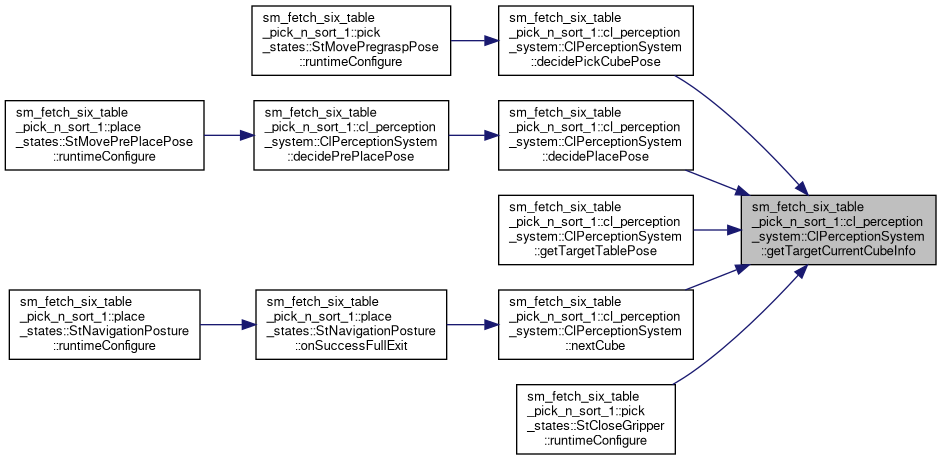 sm_fetch_six_table
_pick_n_sort_1::pick
_states::StMovePregraspPose
::runtimeConfigure
sm_fetch_six_table
_pick_n_sort_1::cl_perception
_system::ClPerceptionSystem
::decidePickCubePose
sm_fetch_six_table
_pick_n_sort_1::place
_states::StMovePrePlacePose
::runtimeConfigure
sm_fetch_six_table
_pick_n_sort_1::cl_perception
_system::ClPerceptionSystem
::decidePrePlacePose
sm_fetch_six_table
_pick_n_sort_1::cl_perception
_system::ClPerceptionSystem
::decidePlacePose
sm_fetch_six_table
_pick_n_sort_1::cl_perception
_system::ClPerceptionSystem
::getTargetTablePose
sm_fetch_six_table
_pick_n_sort_1::cl_perception
_system::ClPerceptionSystem
::getTargetCurrentCubeInfo
sm_fetch_six_table
_pick_n_sort_1::place
_states::StNavigationPosture
::runtimeConfigure
sm_fetch_six_table
_pick_n_sort_1::place
_states::StNavigationPosture
::onSuccessFullExit
sm_fetch_six_table
_pick_n_sort_1::cl_perception
_system::ClPerceptionSystem
::nextCube
sm_fetch_six_table
_pick_n_sort_1::pick
_states::StCloseGripper
::runtimeConfigure